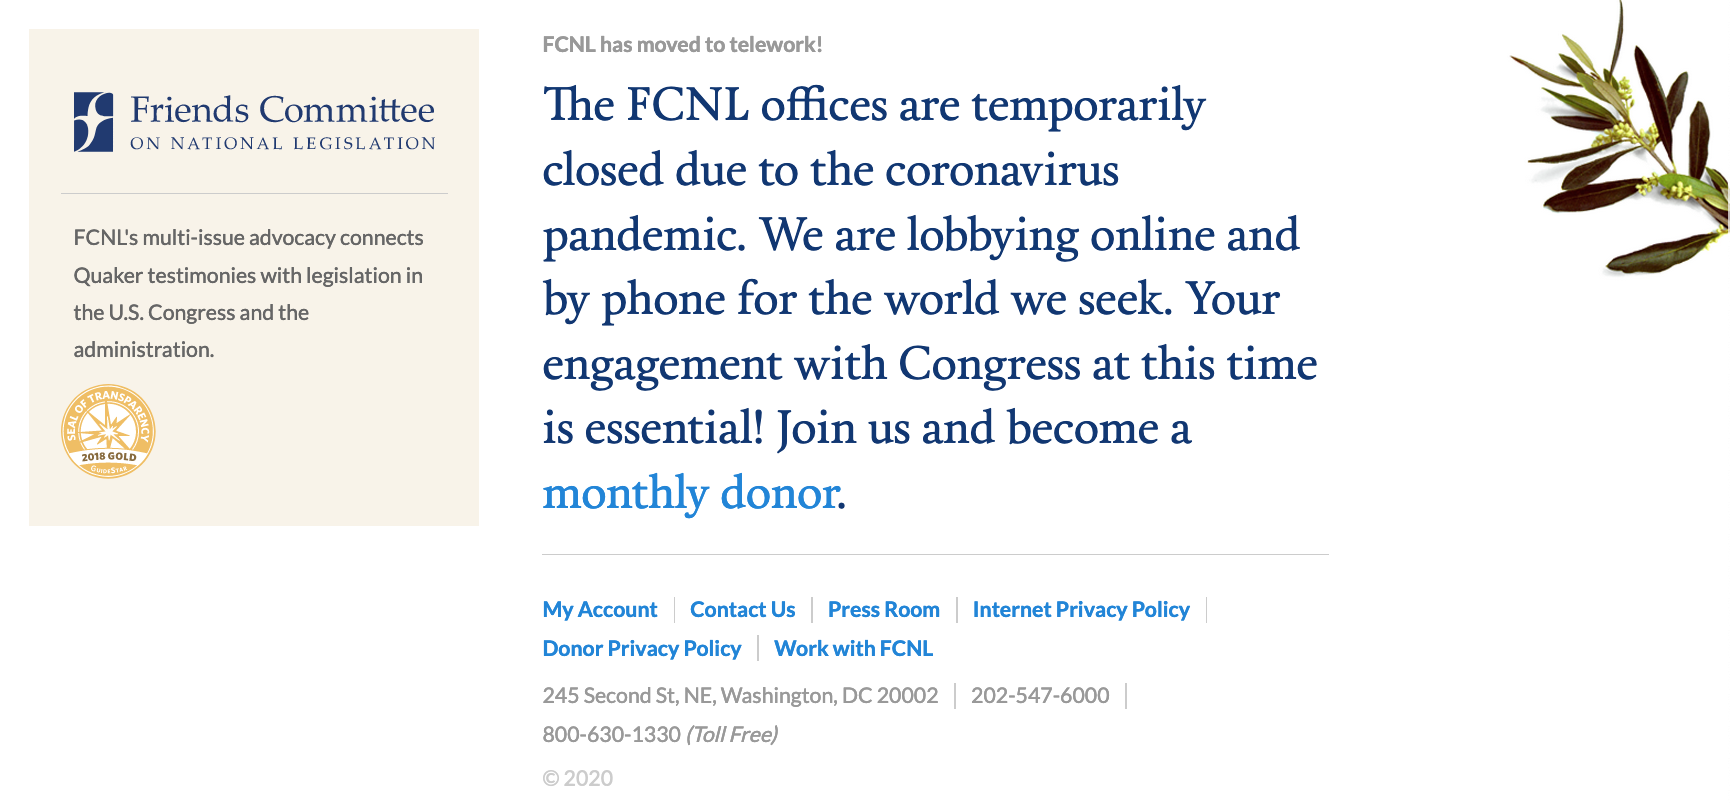 Friends Committee
ON NATIONAL LEGISLATION
FCNL's multi-issue advocacy connects
Quaker testimonies with legislation in
the U.S. Congress and the
administration.
SEAL OF TRANSPARENCY
2018 GOLD
GUIDESTAR
FCNL has moved to telework!
The FCNL offices are temporarily
closed due to the coronavirus
pandemic. We are lobbying online and
by phone for the world we seek. Your
engagement with Congress at this time
is essential! Join us and become a
monthly donor.
My Account | Contact Us | Press Room | Internet Privacy Policy |
Donor Privacy Policy | Work with FCNL
245 Second St, NE, Washington, DC 20002 | 202-547-6000 |
800-630-1330 (Toll Free)
© 2020